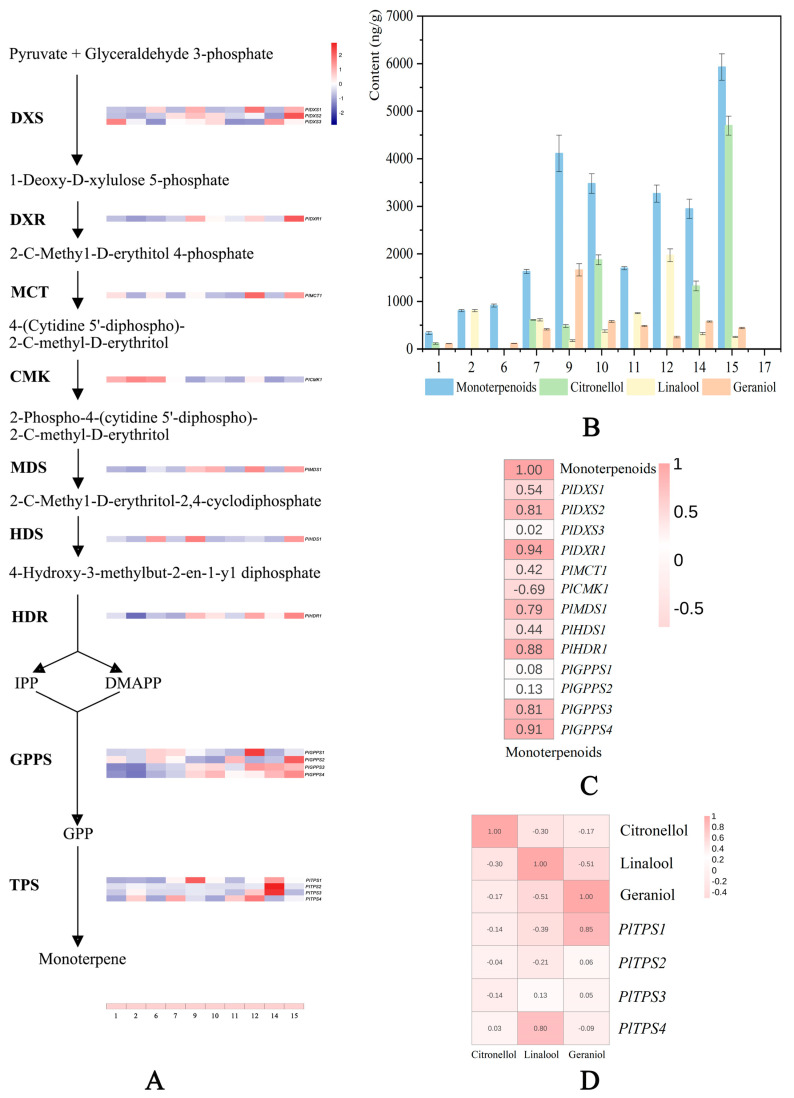 Pyruvate + Glyceraldehyde 3-phosphate
2
1
0
-1
-2
DXS
PlDXS1
PlDXS2
PlDXS3
1-Deoxy-D-xylulose 5-phosphate
DXR
PlDXR1
2-C-Methy1-D-erythitol 4-phosphate
MCT
PlMCT1
4-(Cytidine 5'-diphospho)-
2-C-methyl-D-erythritol
CMK
PlCMK1
2-Phospho-4-(cytidine 5'-diphospho)-
2-C-methyl-D-erythritol
MDS
PlMDS1
2-C-Methy1-D-erythritol-2,4-cyclodiphosphate
HDS
PlHDS1
4-Hydroxy-3-methylbut-2-en-1-y1 diphosphate
HDR
PlHDR1
IPP
DMAPP
GPPS
PlGPPS1
PlGPPS2
PlGPPS3
PlGPPS4
GPP
TPS
PlTPS1
PlTPS2
PlTPS3
PlTPS4
Monoterpene
1 2 6 7 9 10 11 12 14 15
A
Content (ng/g)
7000
6000
5000
4000
3000
2000
1000
0
1 2 6 7 9 10 11 12 14 15 17
Monoterpenoids Citronellol Linalool Geraniol
B
1.00 Monoterpenoids
0.54 PlDXS1
0.81 PlDXS2
0.02 PlDXS3
0.94 PlDXR1
0.42 PlMCT1
-0.69 PlCMK1
0.79 PlMDS1
0.44 PlHDS1
0.88 PlHDR1
0.08 PlGPPS1
0.13 PlGPPS2
0.81 PlGPPS3
0.91 PlGPPS4
Monoterpenoids
1
0.5
0
-0.5
C
1.00 -0.30 -0.17 Citronellol
-0.30 1.00 -0.51 Linalool
-0.17 -0.51 1.00 Geraniol
-0.14 -0.39 0.85 PlTPS1
-0.04 -0.21 0.06 PlTPS2
-0.14 0.13 0.05 PlTPS3
0.03 0.80 -0.09 PlTPS4
Citronellol Linalool Geraniol
1
0.8
0.6
0.4
0.2
0
-0.2
-0.4
D